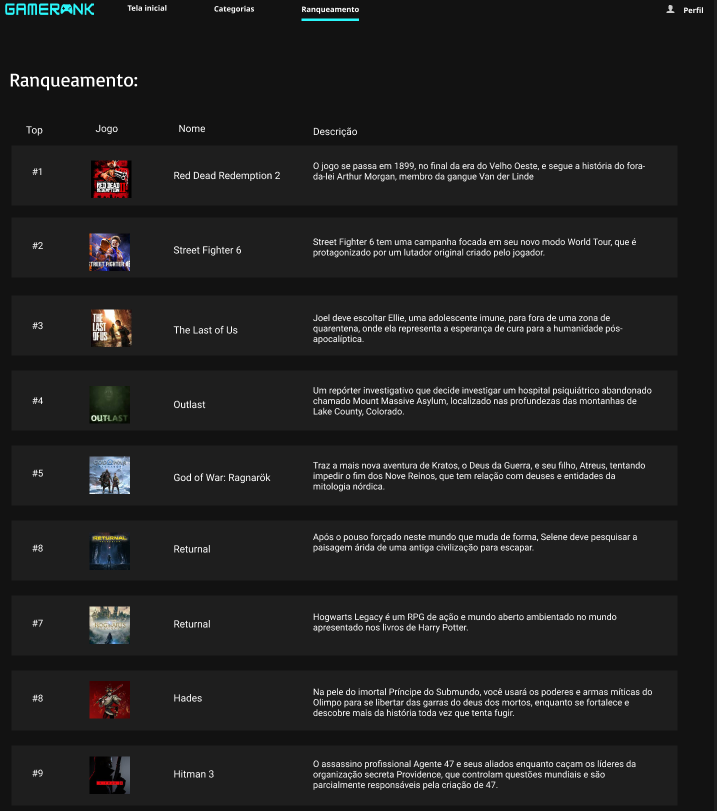 GAMERANK
Tela inicial
Categorias
Ranqueamento
Perfil
Ranqueamento:
Top
Jogo
Nome
Descrição
#1
RED DEAD
REDEMPTION II
Red Dead Redemption 2
O jogo se passa em 1899, no final da era do Velho Oeste, e segue a história do fora-
da-lei Arthur Morgan, membro da gangue Van der Linde
#2
STREET FIGHTER 6
Street Fighter 6
Street Fighter 6 tem uma campanha focada em seu novo modo World Tour, que é
protagonizado por um lutador original criado pelo jogador.
#3
THE
LAST
OF US
The Last of Us
Joel deve escoltar Ellie, uma adolescente imune, para fora de uma zona de
quarentena, onde ela representa a esperança de cura para a humanidade pós-
apocalíptica.
#4
OUTLAST
Outlast
Um repórter investigativo que decide investigar um hospital psiquiátrico abandonado
chamado Mount Massive Asylum, localizado nas profundezas das montanhas de
Lake County, Colorado.
#5
God of War: Ragnarök
Traz a mais nova aventura de Kratos, o Deus da Guerra, e seu filho, Atreus, tentando
impedir o fim dos Nove Reinos, que tem relação com deuses e entidades da
mitologia nórdica.
#8
RETURNAL
Returnal
Após o pouso forçado neste mundo que muda de forma, Selene deve pesquisar a
paisagem árida de uma antiga civilização para escapar.
#7
HOGWARTS
Returnal
Hogwarts Legacy é um RPG de ação e mundo aberto ambientado no mundo
apresentado nos livros de Harry Potter.
#8
Hades
Na pele do imortal Príncipe do Submundo, você usará os poderes e armas míticas do
Olimpo para se libertar das garras do deus dos mortos, enquanto se fortalece e
descobre mais da história toda vez que tenta fugir.
#9
Hitman 3
O assassino profissional Agente 47 e seus aliados enquanto caçam os líderes da
organização secreta Providence, que controlam questões mundiais e são
parcialmente responsáveis pela criação de 47.